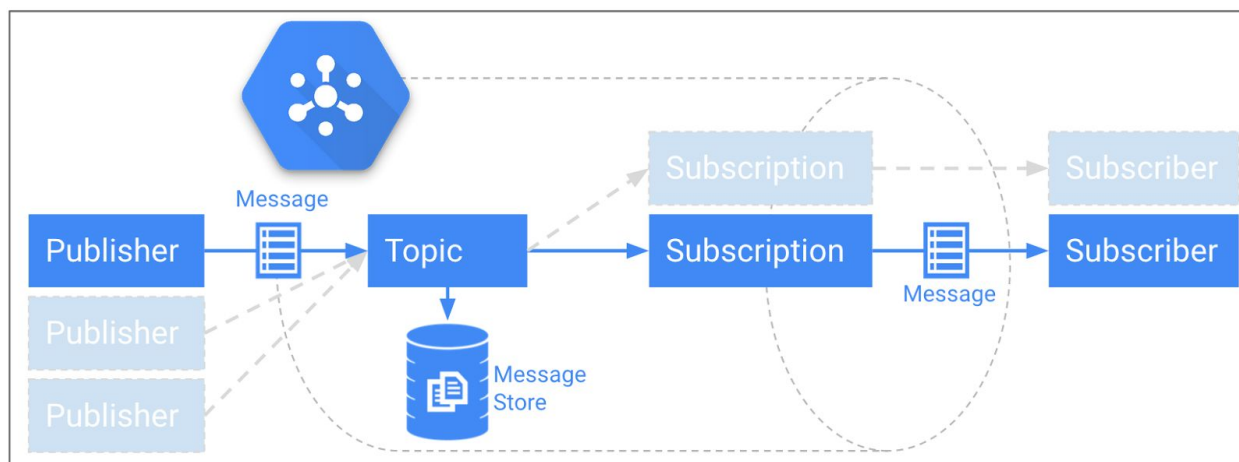 Message
Subscription
Subscriber
Publisher
Topic
Subscription
Subscriber
Message
Publisher
Message
Store
Publisher